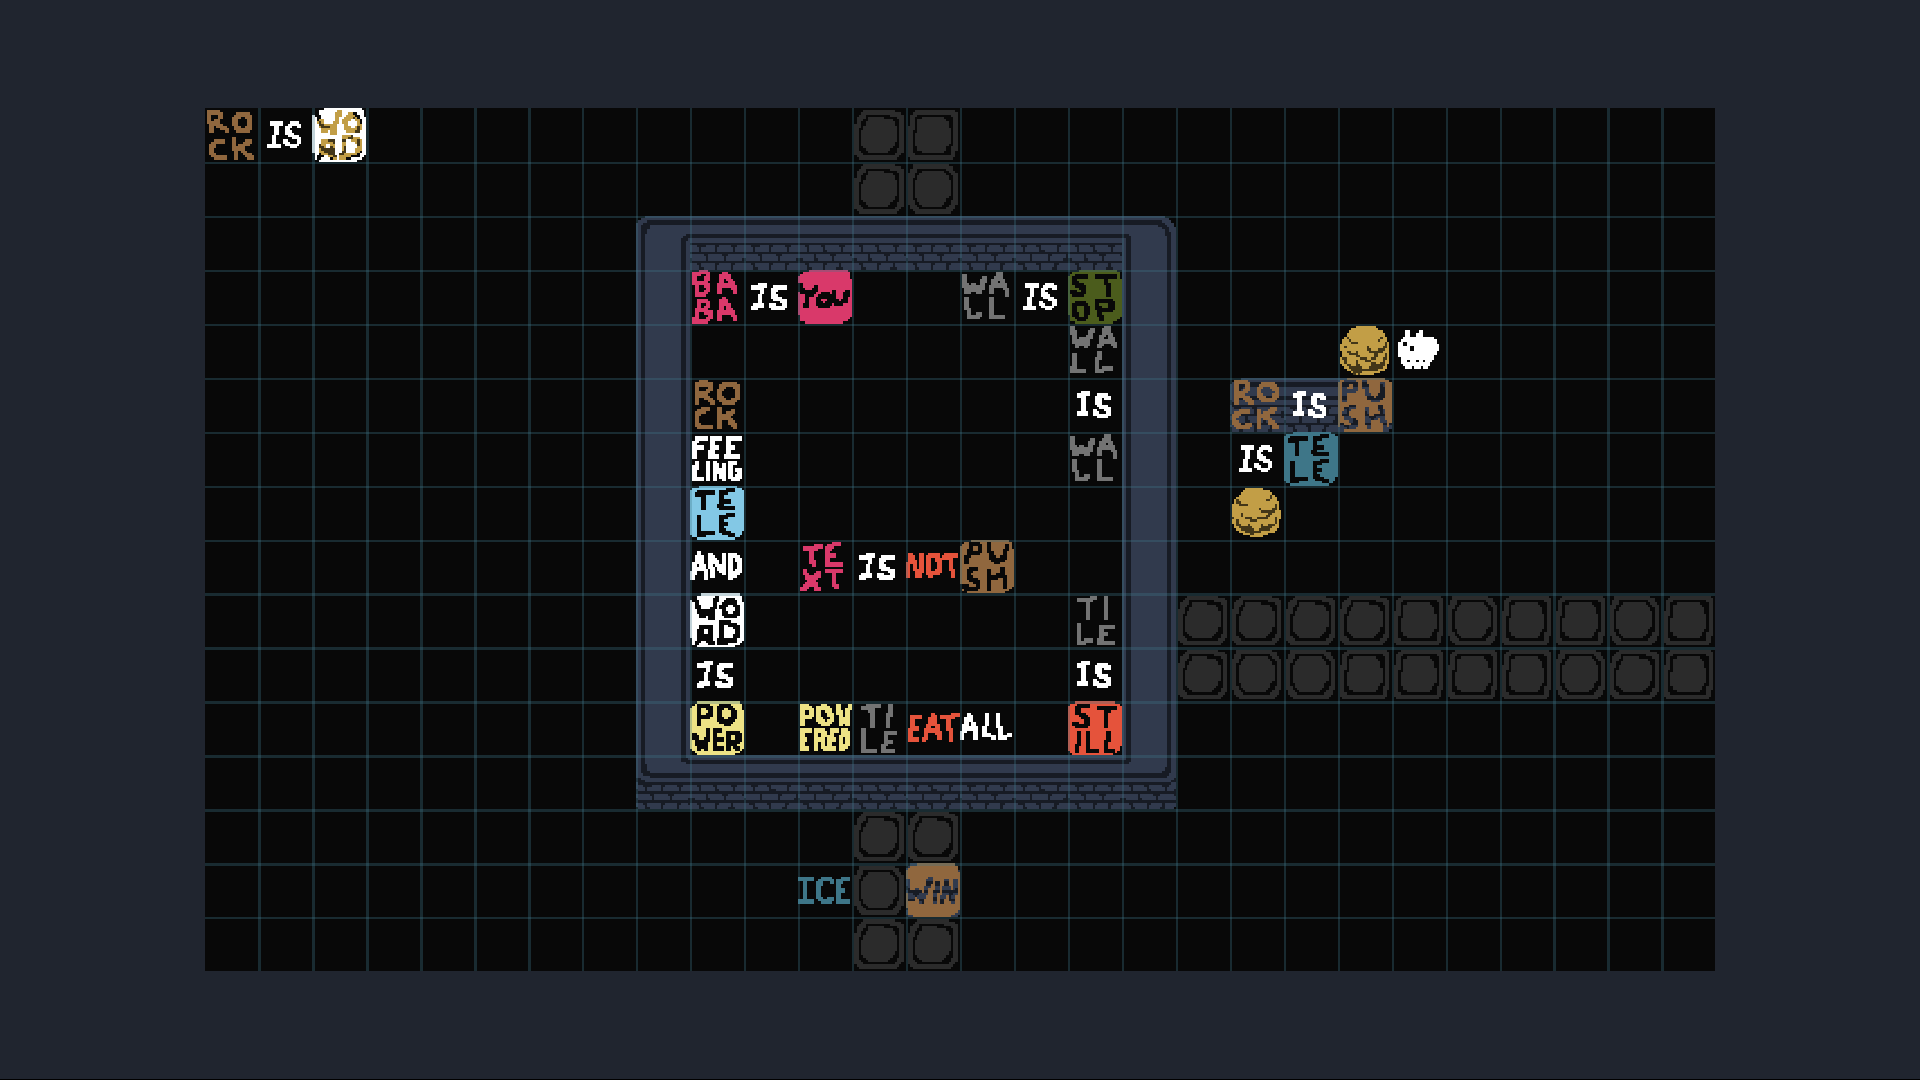 ROCK IS WORD
BABA IS YOU WALL IS STOP
WALL
ROCK IS ROCK IS PUSH
FEELING WALL IS TELE
TELE
AND TEXT IS NOT PUSH
WORD TILE
IS IS
POWER POWERED TILE EAT ALL STILL
ICE WIN